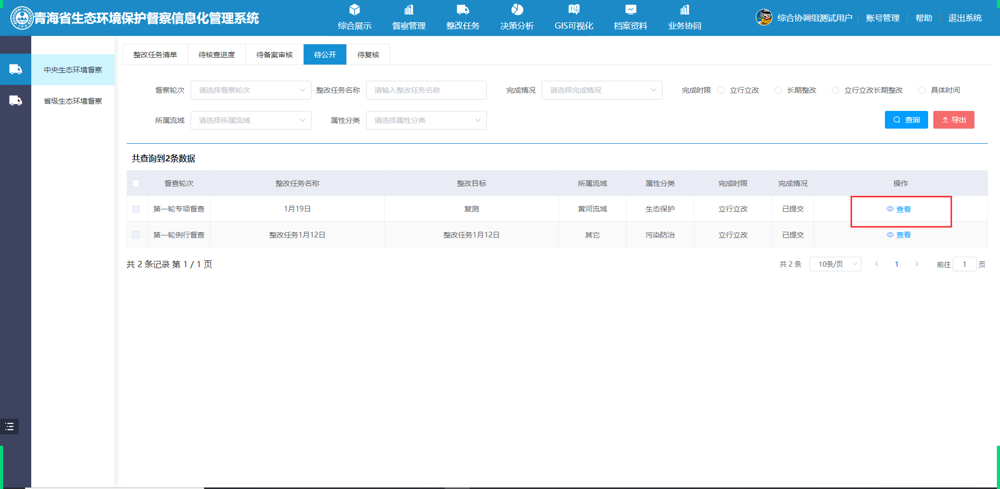 青海省生态环境保护督察信息化管理系统
综合展示 督察管理 整改任务 决策分析 GIS可视化 档案资料 业务协同
综合协调组测试用户 账号管理 帮助 退出系统
中央生态环境督察
省级生态环境督察
整改任务清单 待核查进度 待备案审核 待公开 待复核
督察轮次 请选择督察轮次 整改任务名称 请输入整改任务名称 完成情况 请选择完成情况 完成时限 立行立改 长期整改 立行立改长期整改 具体时间
所属流域 请选择所属流域 属性分类 请选择属性分类 查询 导出
共查询到2条数据
督查轮次 整改任务名称 整改目标 所属流域 属性分类 完成时限 完成情况 操作
第一轮专项督查 1月19日 复测 黄河流域 生态保护 立行立改 已提交 查看
第一轮例行督查 整改任务1月12日 整改任务1月12日 其它 污染防治 立行立改 已提交 查看
共 2 条记录 第 1 / 1 页
共 2 条 10条/页 1 前往 1 页